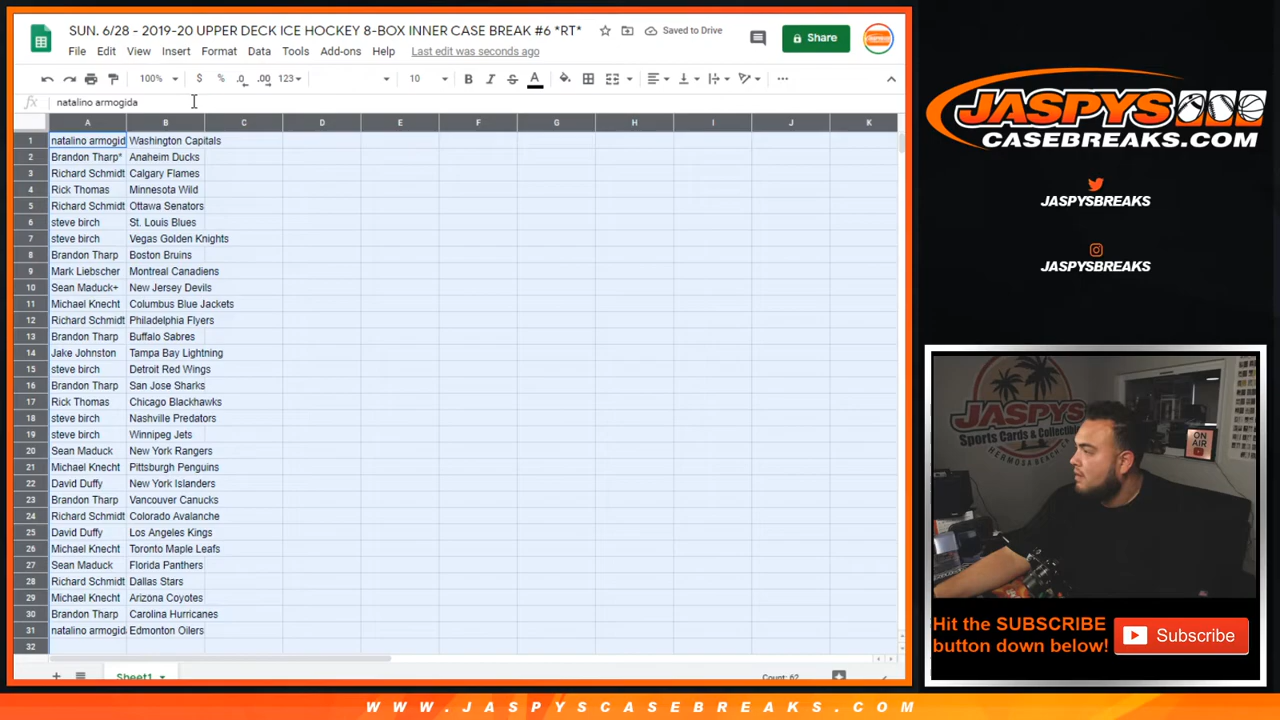 SUN. 6/28 - 2019-20 UPPER DECK ICE HOCKEY 8-BOX INNER CASE BREAK #6 *RT*
Saved to Drive
Share
File Edit View Insert Format Data Tools Add-ons Help Last edit was seconds ago
100% $ % .0 .00 123 10 B I S A
fx natalino armogida
A B C D E F G H I J K
1 natalino armogid Washington Capitals
2 Brandon Tharp* Anaheim Ducks
3 Richard Schmidt Calgary Flames
4 Rick Thomas Minnesota Wild
5 Richard Schmidt Ottawa Senators
6 steve birch St. Louis Blues
7 steve birch Vegas Golden Knights
8 Brandon Tharp Boston Bruins
9 Mark Liebscher Montreal Canadiens
10 Sean Maduck+ New Jersey Devils
11 Michael Knecht Columbus Blue Jackets
12 Richard Schmidt Philadelphia Flyers
13 Brandon Tharp Buffalo Sabres
14 Jake Johnston Tampa Bay Lightning
15 steve birch Detroit Red Wings
16 Brandon Tharp San Jose Sharks
17 Rick Thomas Chicago Blackhawks
18 steve birch Nashville Predators
19 steve birch Winnipeg Jets
20 Sean Maduck New York Rangers
21 Michael Knecht Pittsburgh Penguins
22 David Duffy New York Islanders
23 Brandon Tharp Vancouver Canucks
24 Richard Schmidt Colorado Avalanche
25 David Duffy Los Angeles Kings
26 Michael Knecht Toronto Maple Leafs
27 Sean Maduck Florida Panthers
28 Richard Schmidt Dallas Stars
29 Michael Knecht Arizona Coyotes
30 Brandon Tharp Carolina Hurricanes
31 natalino armogida Edmonton Oilers
32
Sheet1
Count: 62
JASPYS
CASEBREAKS.COM
JASPYSBREAKS
JASPYSBREAKS
JASPYS
Sports Cards & Collectible
HERMOSA BEACH
ON AIR
Hit the SUBSCRIBE
button down below!
Subscribe
WWW.JASPYSCASEBREAKS.COM